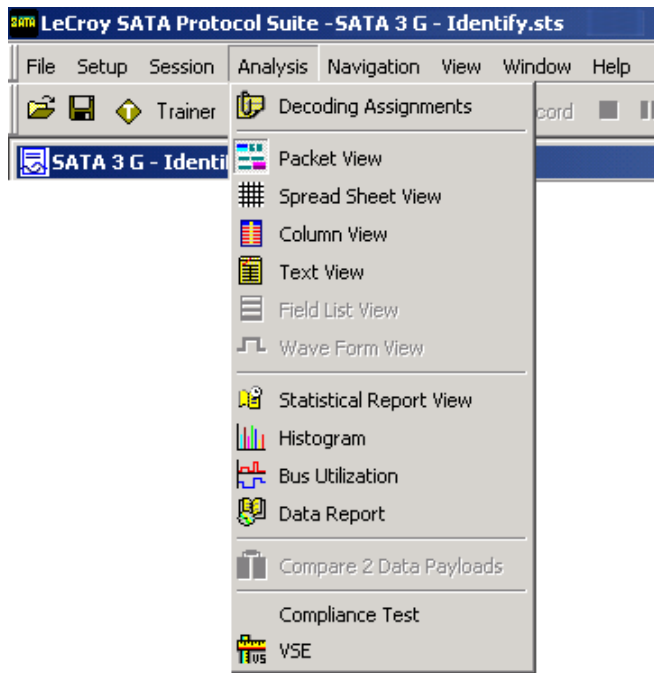 SATA LeCroy SATA Protocol Suite -SATA 3 G - Identify.sts
File Setup Session Analysis Navigation View Window Help
Trainer cord
SATA 3 G - Identi
Decoding Assignments
Packet View
Spread Sheet View
Column View
Text View
Field List View
Wave Form View
Statistical Report View
Histogram
Bus Utilization
Data Report
Compare 2 Data Payloads
Compliance Test
VS VSE